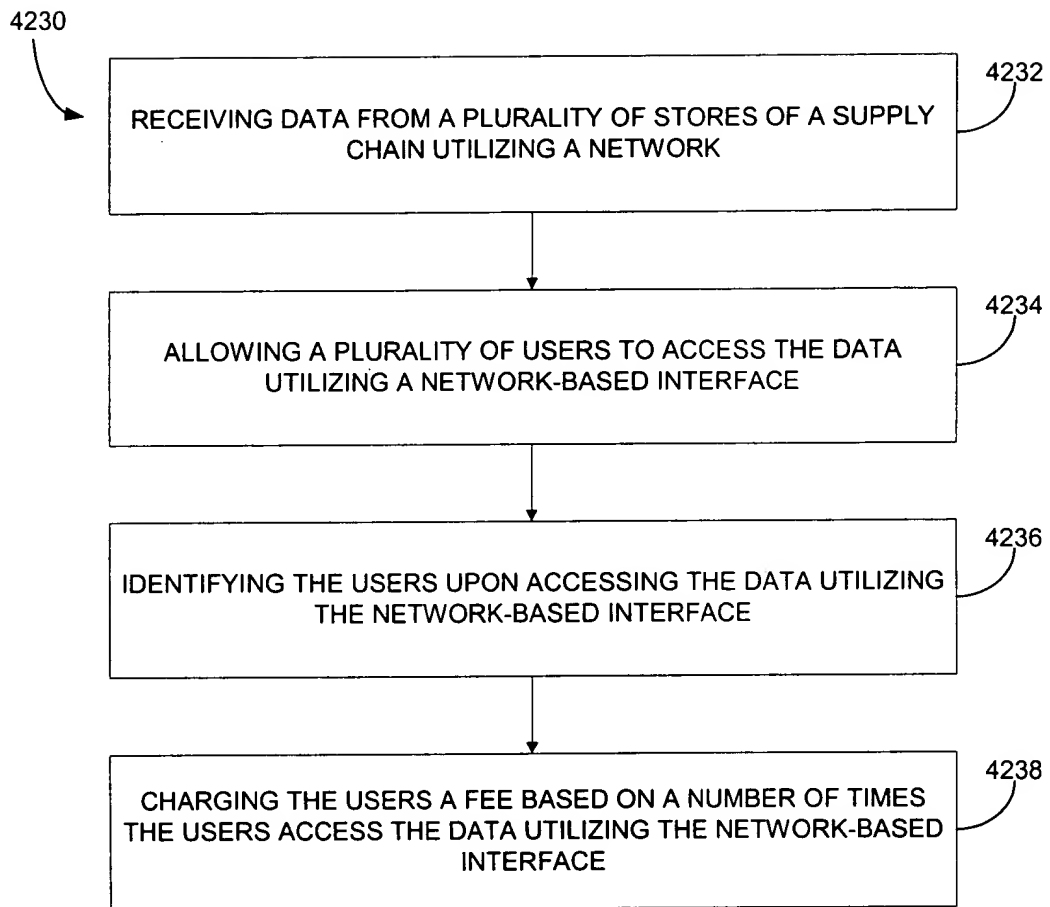 4230
4232
RECEIVING DATA FROM A PLURALITY OF STORES OF A SUPPLY
CHAIN UTILIZING A NETWORK
4234
ALLOWING A PLURALITY OF USERS TO ACCESS THE DATA
UTILIZING A NETWORK-BASED INTERFACE
4236
IDENTIFYING THE USERS UPON ACCESSING THE DATA UTILIZING
THE NETWORK-BASED INTERFACE
4238
CHARGING THE USERS A FEE BASED ON A NUMBER OF TIMES
THE USERS ACCESS THE DATA UTILIZING THE NETWORK-BASED
INTERFACE